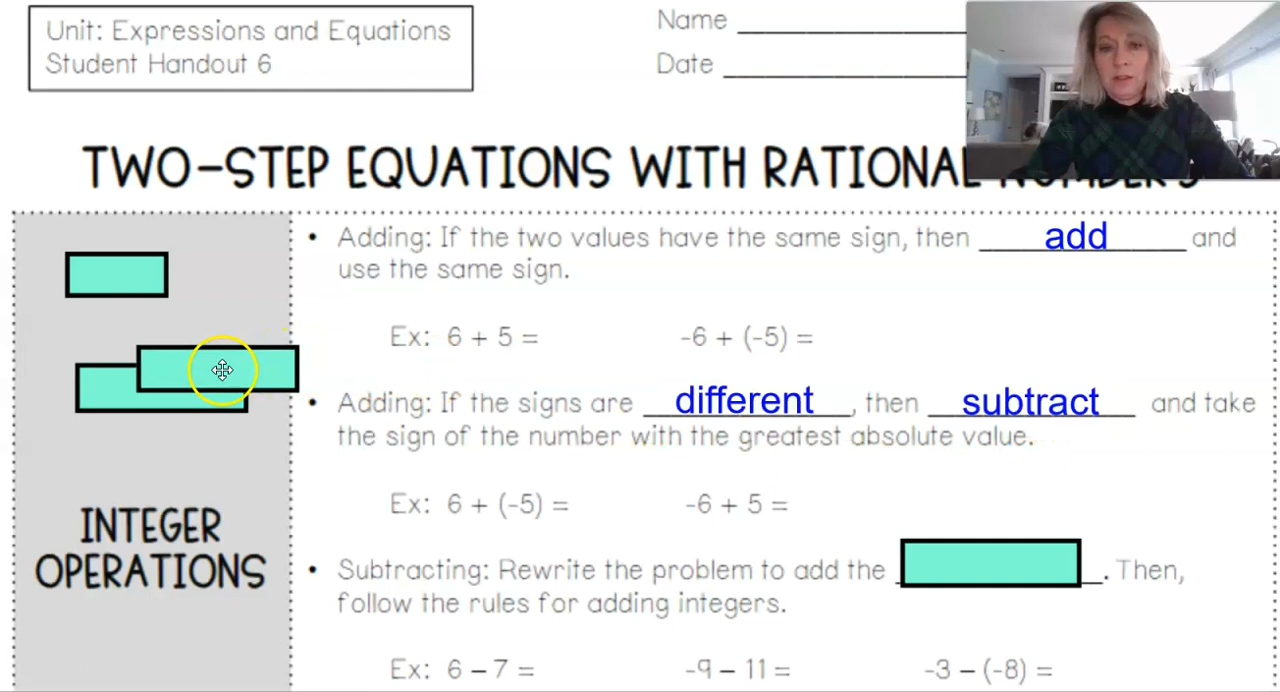 Unit: Expressions and Equations
Student Handout 6
Name
Date
TWO-STEP EQUATIONS WITH RATIONAL
• Adding: If the two values have the same sign, then add and
use the same sign.
Ex: 6 + 5 = -6 + (-5) =
• Adding: If the signs are different, then subtract and take
the sign of the number with the greatest absolute value.
Ex: 6 + (-5) = -6 + 5 =
INTEGER
OPERATIONS
• Subtracting: Rewrite the problem to add the . Then,
follow the rules for adding integers.
Ex: 6 – 7 = -9 – 11 = -3 – (-8) =